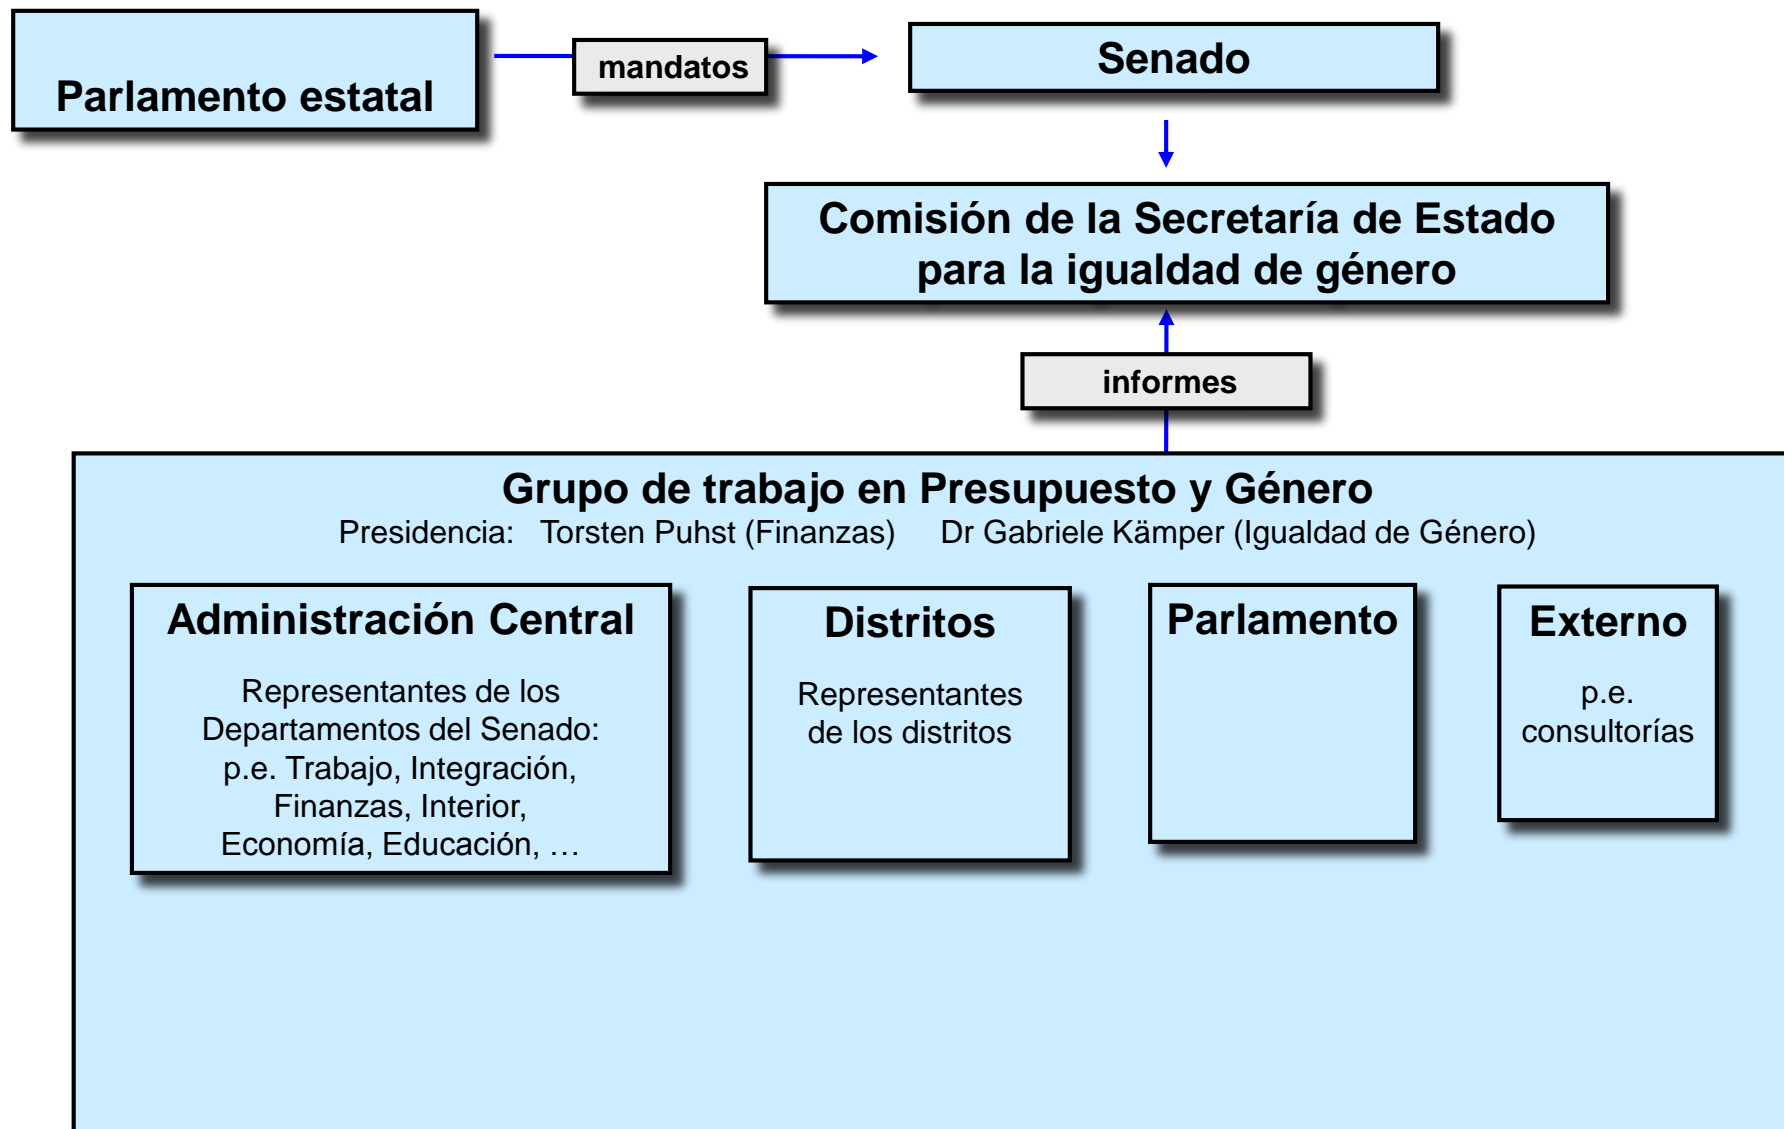 Parlamento estatal
mandatos
Senado
Comisión de la Secretaría de Estado
para la igualdad de género
informes
Grupo de trabajo en Presupuesto y Género
Presidencia: Torsten Puhst (Finanzas) Dr Gabriele Kämper (Igualdad de Género)
Administración Central
Representantes de los
Departamentos del Senado:
p.e. Trabajo, Integración,
Finanzas, Interior,
Economía, Educación, …
Distritos
Representantes
de los distritos
Parlamento
Externo
p.e.
consultorías